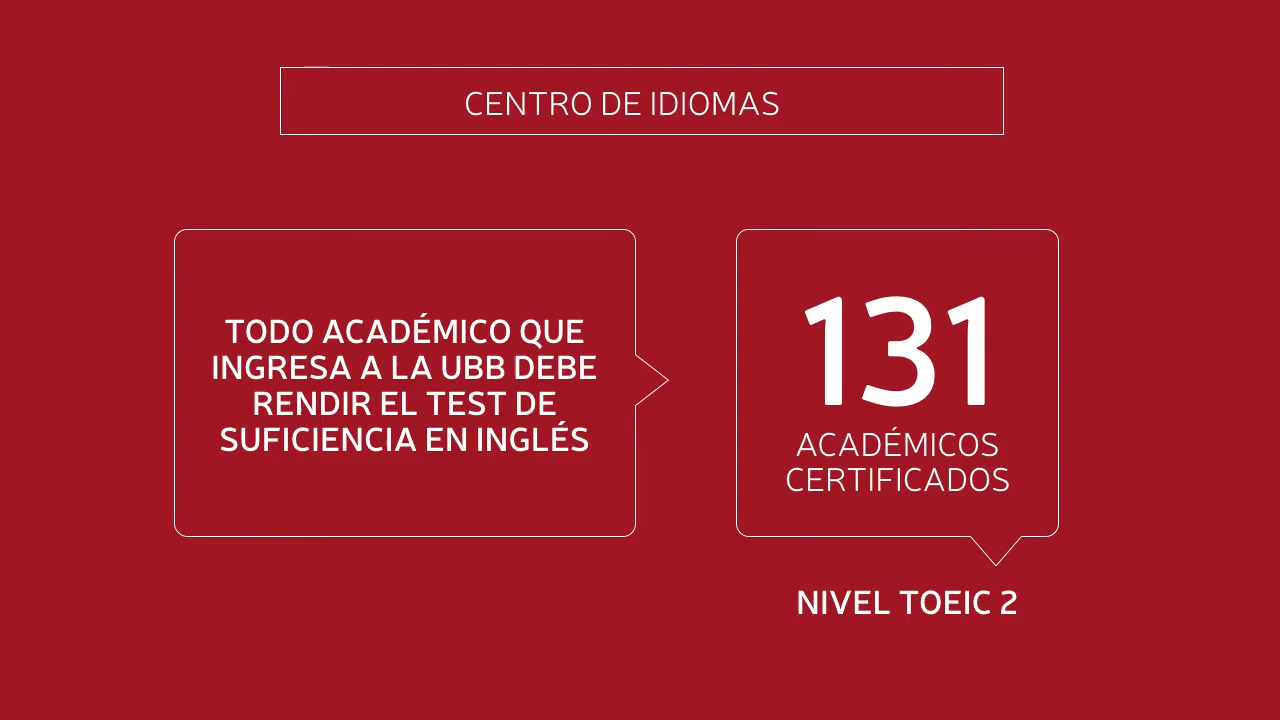 CENTRO DE IDIOMAS
TODO ACADÉMICO QUE
INGRESA A LA UBB DEBE
RENDIR EL TEST DE
SUFICIENCIA EN INGLÉS
131
ACADÉMICOS
CERTIFICADOS
NIVEL TOEIC 2